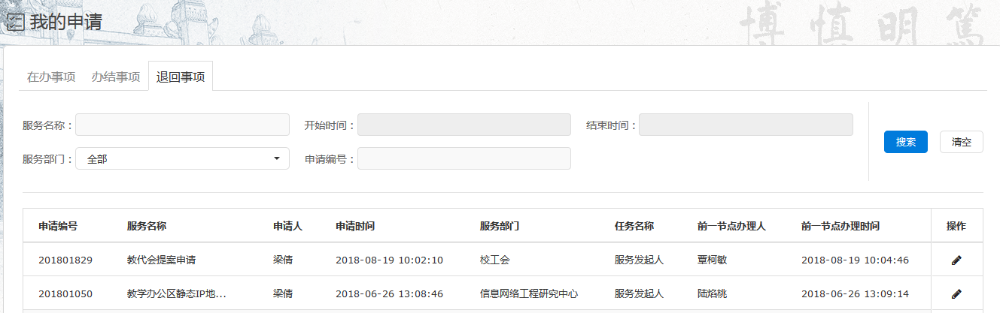 我的申请
博 慎 明 篤
在办事项 办结事项 退回事项
服务名称： 开始时间： 结束时间：
搜索 清空
服务部门： 全部 申请编号：
申请编号 服务名称 申请人 申请时间 服务部门 任务名称 前一节点办理人 前一节点办理时间 操作
201801829 教代会提案申请 梁倩 2018-08-19 10:02:10 校工会 服务发起人 覃柯敏 2018-08-19 10:04:46
201801050 教学办公区静态IP地... 梁倩 2018-06-26 13:08:46 信息网络工程研究中心 服务发起人 陆焰桃 2018-06-26 13:09:14